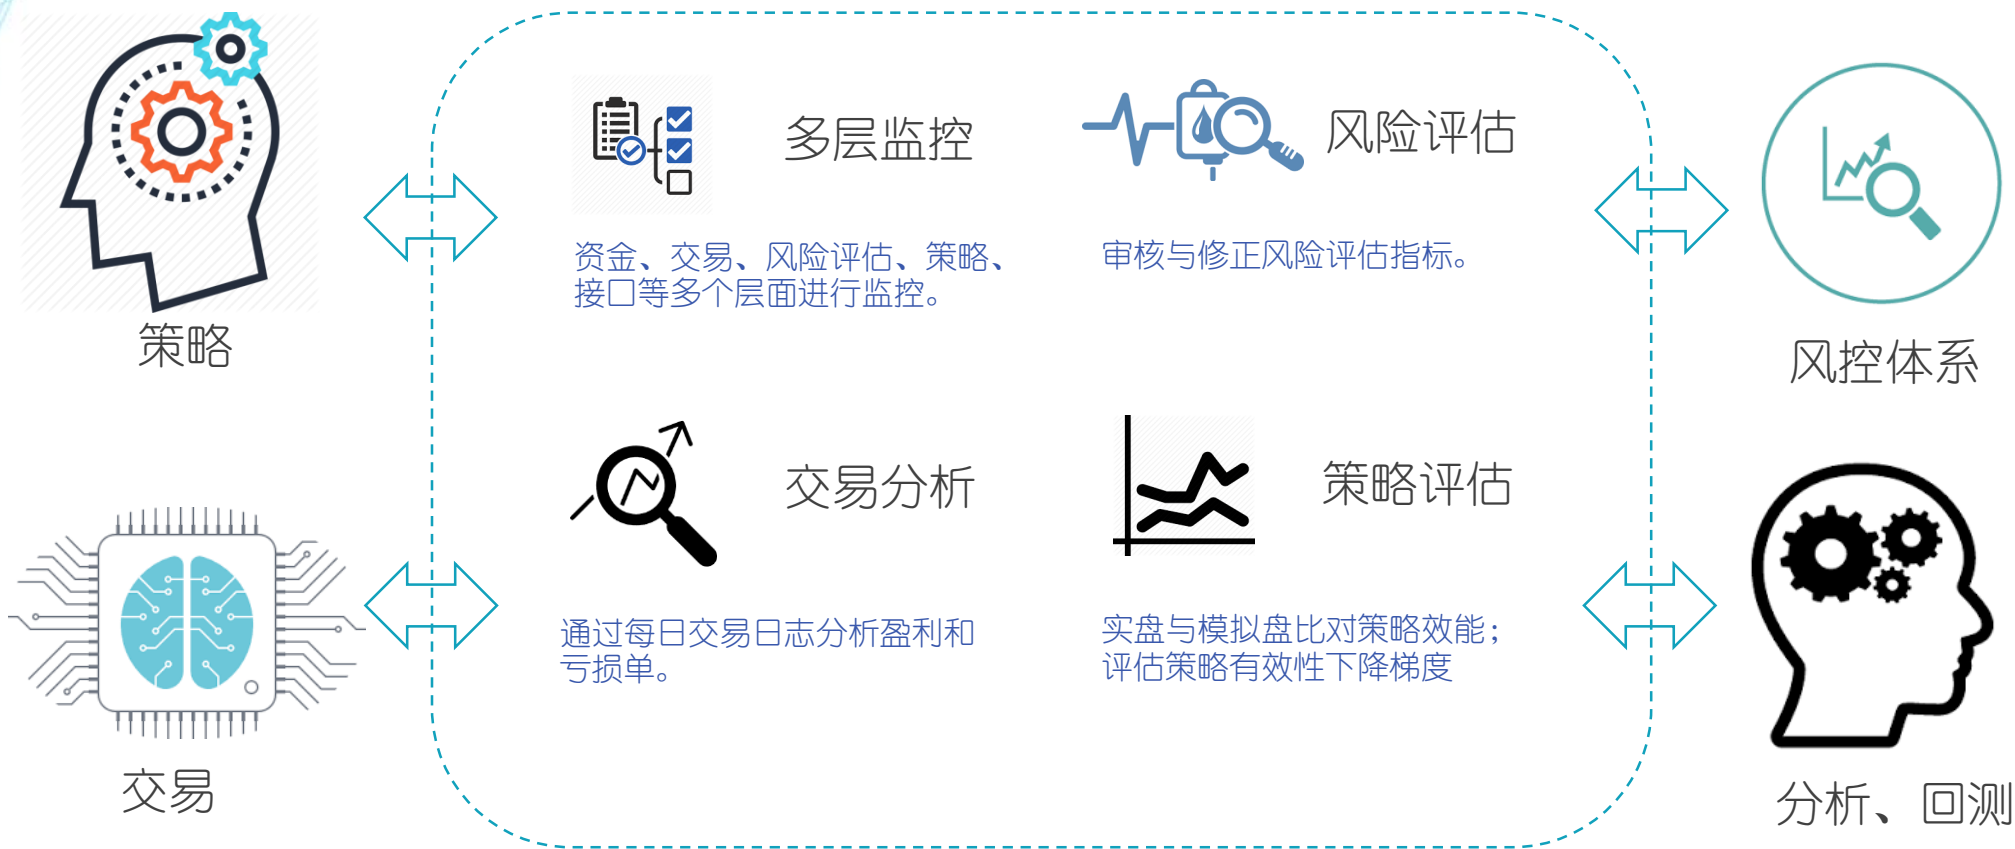 策略
交易
多层监控
资金、交易、风险评估、策略、
接口等多个层面进行监控。
风险评估
审核与修正风险评估指标。
交易分析
通过每日交易日志分析盈利和
亏损单。
策略评估
实盘与模拟盘比对策略效能；
评估策略有效性下降梯度
风控体系
分析、回测